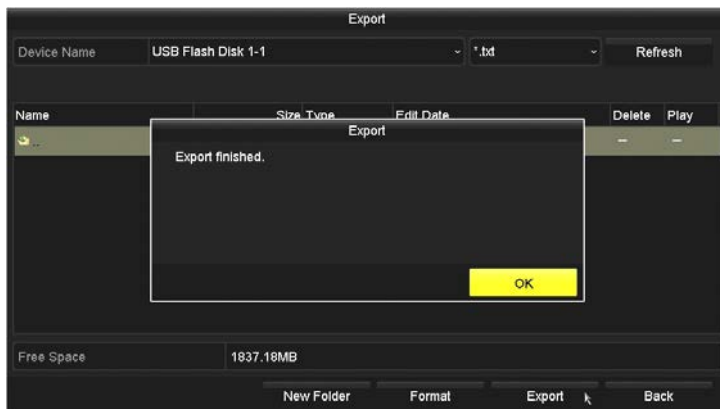 Export
Device Name USB Flash Disk 1-1 *.txt Refresh
Name Size Type Edit Date Delete Play
Export
.. — —
Export finished.
OK
Free Space 1837.18MB
New Folder Format Export Back